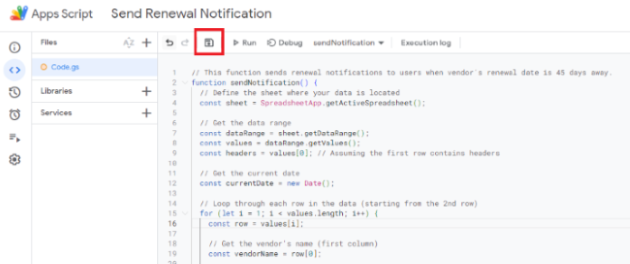 Apps Script
Send Renewal Notification
Files
AZ
Run
Debug
sendNotification
Execution log
Code.gs
Libraries
Services
1 // This function sends renewal notifications to users when vendor's renewal date is 45 days away.
2 function sendNotification() {
3 // Define the sheet where your data is located
4 const sheet = SpreadsheetApp.getActiveSpreadsheet();
5
6 // Get the data range
7 const dataRange = sheet.getDataRange();
8 const values = dataRange.getValues();
9 const headers = values[0]; // Assuming the first row contains headers
10
11 // Get the current date
12 const currentDate = new Date();
13
14 // Loop through each row in the data (starting from the 2nd row)
15 for (let i = 1; i < values.length; i++) {
16 const row = values[i];
17
18 // Get the vendor's name (first column)
19 const vendorName = row[0];